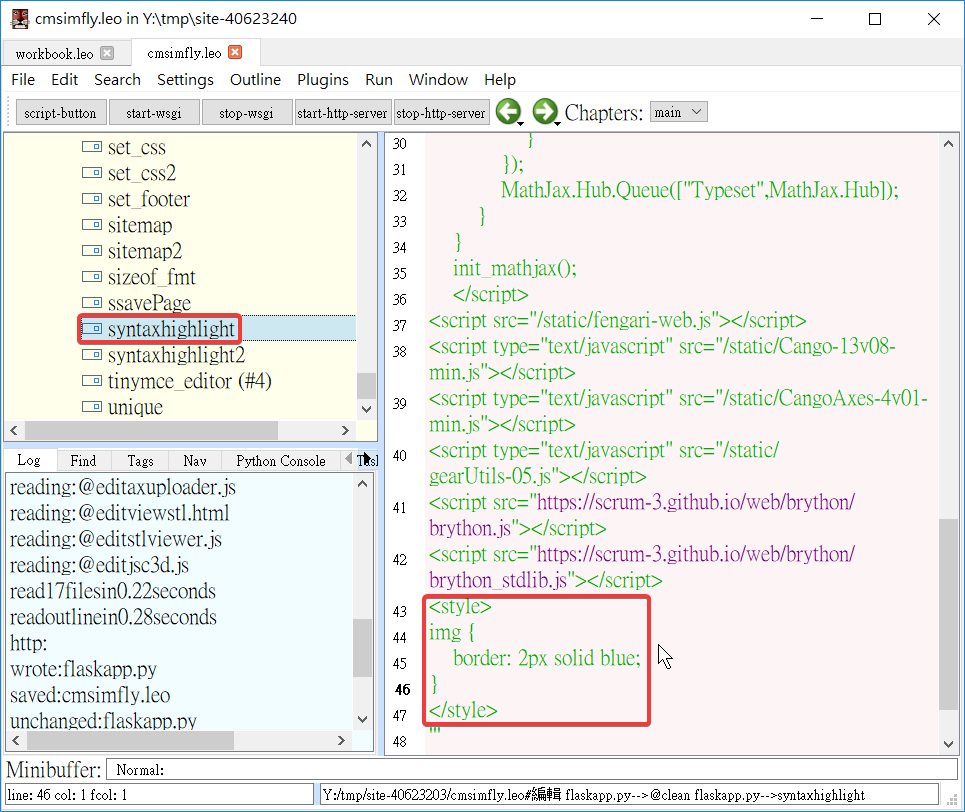 cmsimfly.leo in Y:\tmp\site-40623240
workbook.leo
cmsimfly.leo
File Edit Search Settings Outline Plugins Run Window Help
script-button start-wsgi stop-wsgi start-http-server stop-http-server Chapters: main
set_css
set_css2
set_footer
sitemap
sitemap2
sizeof_fmt
ssavePage
syntaxhighlight
syntaxhighlight2
tinymce_editor (#4)
unique
Log Find Tags Nav Python Console
reading:@editaxuploader.js
reading:@editviewstl.html
reading:@editstlviewer.js
reading:@editjsc3d.js
read17filesin0.22seconds
readoutlinein0.28seconds
http:
wrote:flaskapp.py
saved:cmsimfly.leo
unchanged:flaskapp.py
30 }
31 });
32 MathJax.Hub.Queue(["Typeset",MathJax.Hub]);
33 }
34 }
35 init_mathjax();
36 </script>
37 <script src="/static/fengari-web.js"></script>
38 <script type="text/javascript" src="/static/Cango-13v08-
min.js"></script>
39 <script type="text/javascript" src="/static/CangoAxes-4v01-
min.js"></script>
40 <script type="text/javascript" src="/static/
gearUtils-05.js"></script>
41 <script src="https://scrum-3.github.io/web/brython/
brython.js"></script>
42 <script src="https://scrum-3.github.io/web/brython/
brython_stdlib.js"></script>
43 <style>
44 img {
45 border: 2px solid blue;
46 }
47 </style>
48 '''
Minibuffer: Normal:
line: 46 col: 1 fcol: 1
Y:/tmp/site-40623203/cmsimfly.leo#編輯 flaskapp.py-->@clean flaskapp.py-->syntaxhighlight